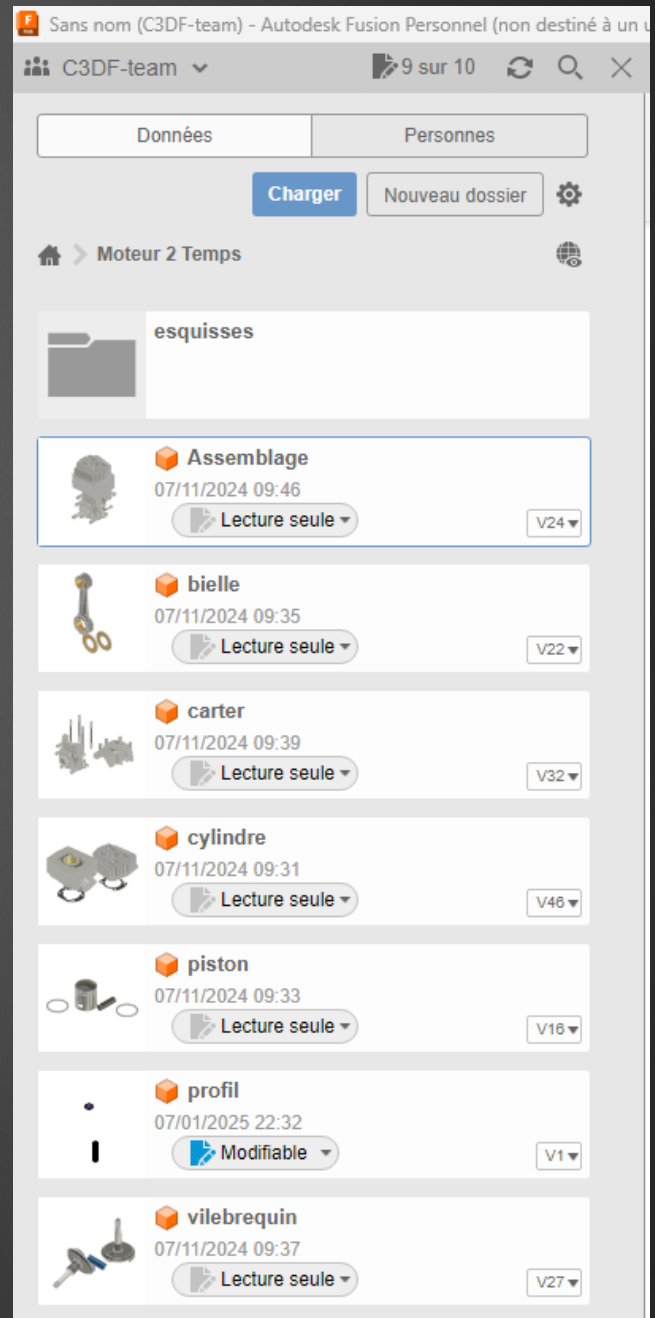 Sans nom (C3DF-team) - Autodesk Fusion Personnel (non destiné à un u
C3DF-team
9 sur 10
Données
Personnes
Charger
Nouveau dossier
Moteur 2 Temps
esquisses
Assemblage
07/11/2024 09:46
Lecture seule
V24
bielle
07/11/2024 09:35
Lecture seule
V22
carter
07/11/2024 09:39
Lecture seule
V32
cylindre
07/11/2024 09:31
Lecture seule
V46
piston
07/11/2024 09:33
Lecture seule
V16
profil
07/01/2025 22:32
Modifiable
V1
vilebrequin
07/11/2024 09:37
Lecture seule
V27